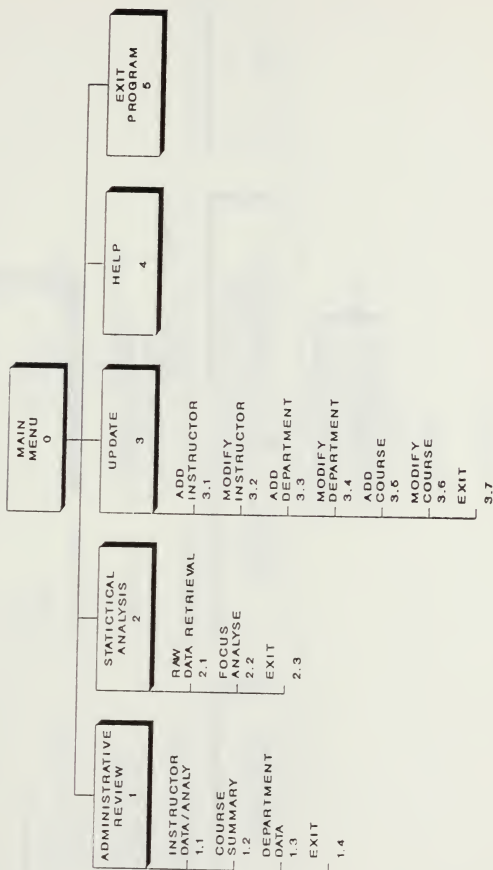 MAIN
MENU
0
ADMINISTRATIVE
REVIEW
1
INSTRUCTOR
DATA/ANALY
1.1
COURSE
SUMMARY
1.2
DEPARTMENT
DATA
1.3
EXIT
1.4
STATICTICAL
ANALYSIS
2
RAW
DATA RETRIEVAL
2.1
FOCUS
ANALYSE
2.2
EXIT
2.3
UPDATE
3
ADD
INSTRUCTOR
3.1
MODIFY
INSTRUCTOR
3.2
ADD
DEPARTMENT
3.3
MODIFY
DEPARTMENT
3.4
ADD
COURSE
3.5
MODIFY
COURSE
3.6
EXIT
3.7
HELP
4
EXIT
PROGRAM
5